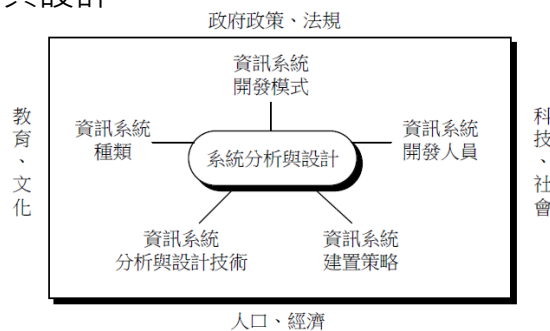 與設計
政府政策、法規
資訊系統
開發模式
教育、文化
資訊系統
種類
系統分析與設計
資訊系統
開發人員
科技、社會
資訊系統
分析與設計技術
資訊系統
建置策略
人口、經濟